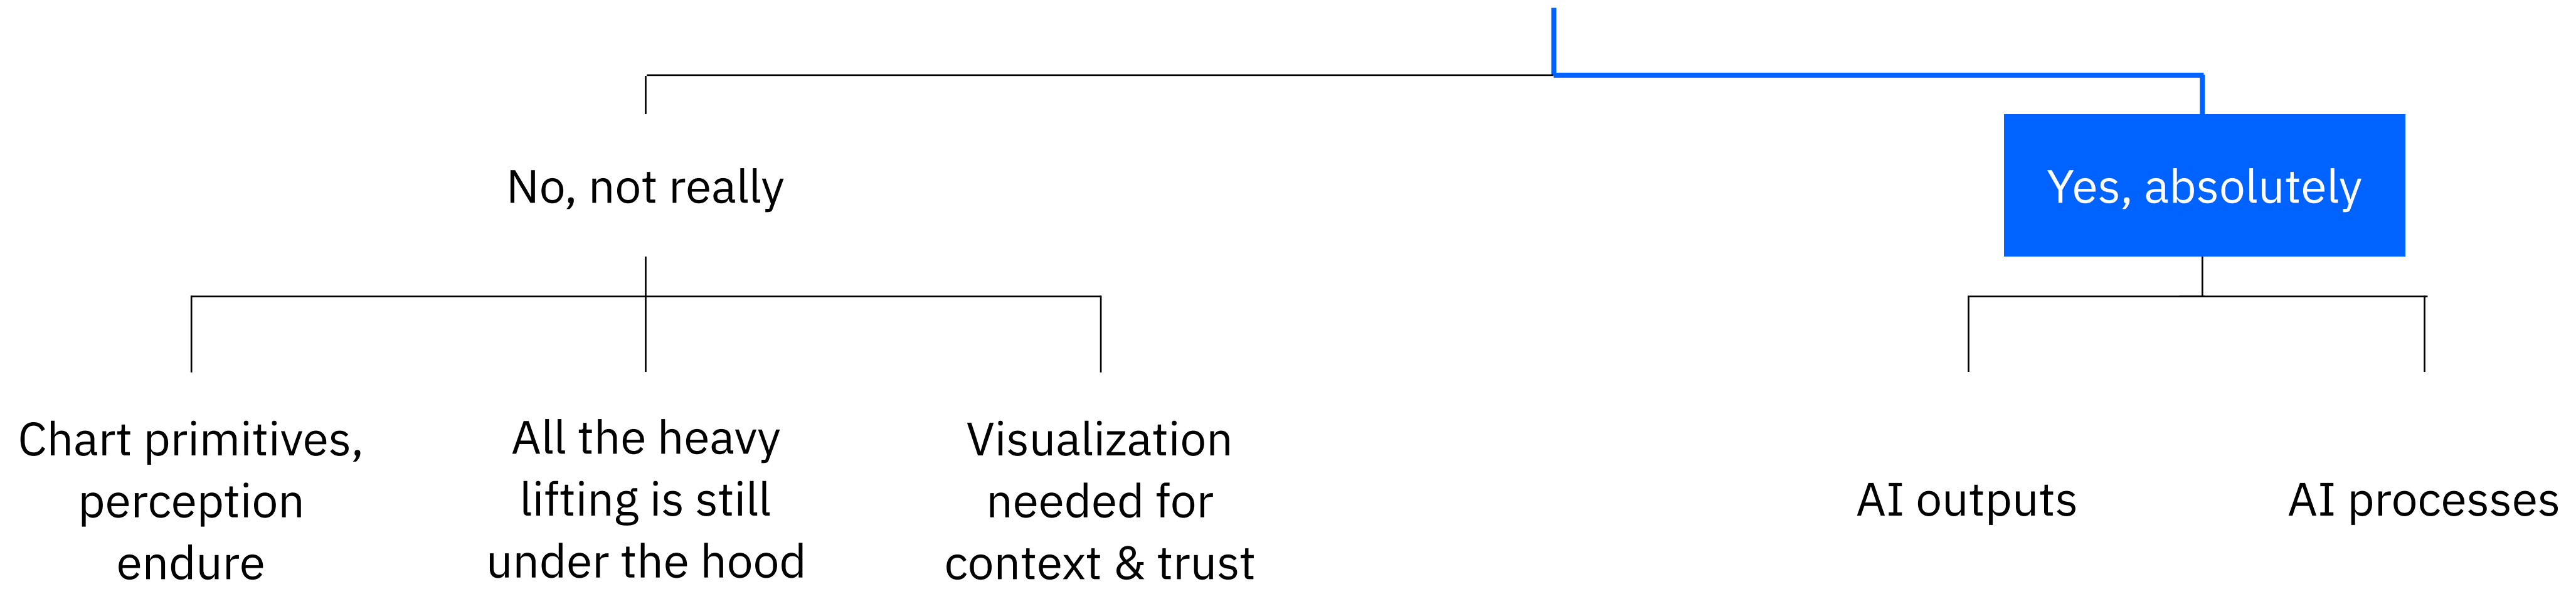 No, not really
Yes, absolutely
Chart primitives,
perception
endure
All the heavy
lifting is still
under the hood
Visualization
needed for
context & trust
AI outputs
AI processes